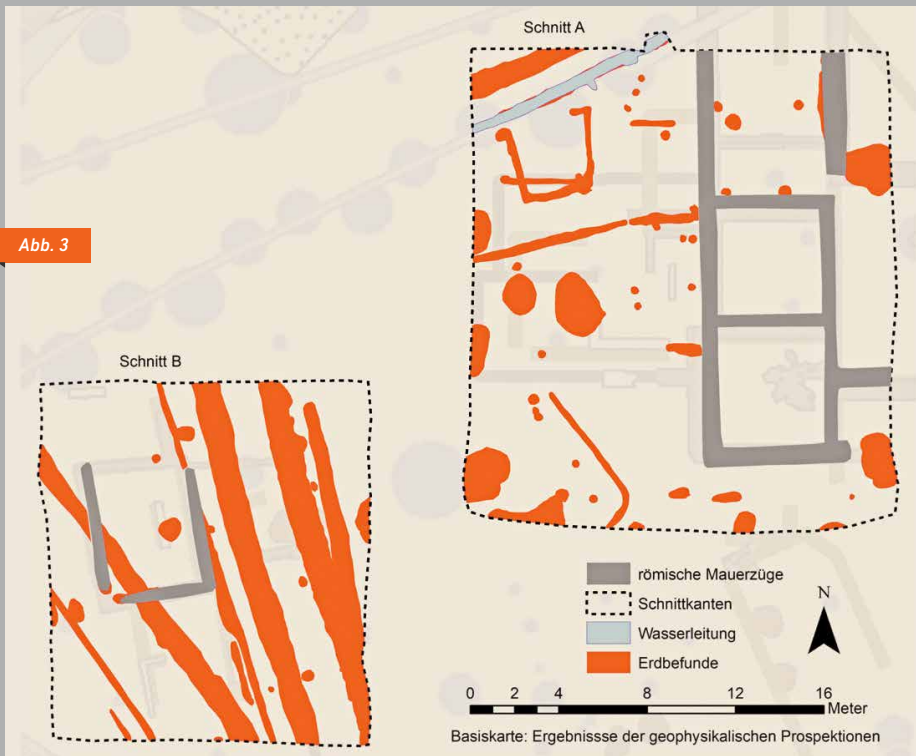 Schnitt A
Abb. 3
Schnitt B
römische Mauerzüge
Schnittkanten
Wasserleitung
Erdbefunde
N
0 2 4 8 12 16
Meter
Basiskarte: Ergebnissse der geophysikalischen Prospektionen